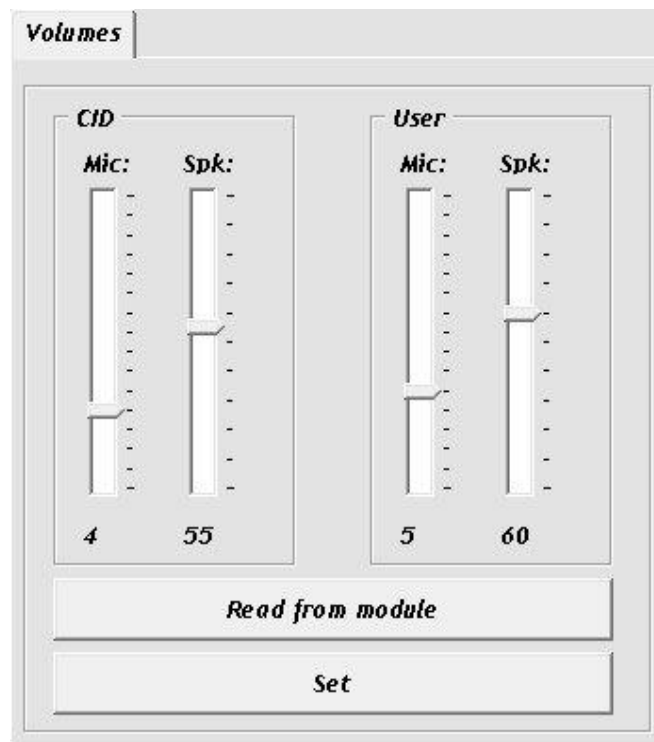 Volumes
CID
User
Mic: Spk:
Mic: Spk:
4 55
5 60
Read from module
Set